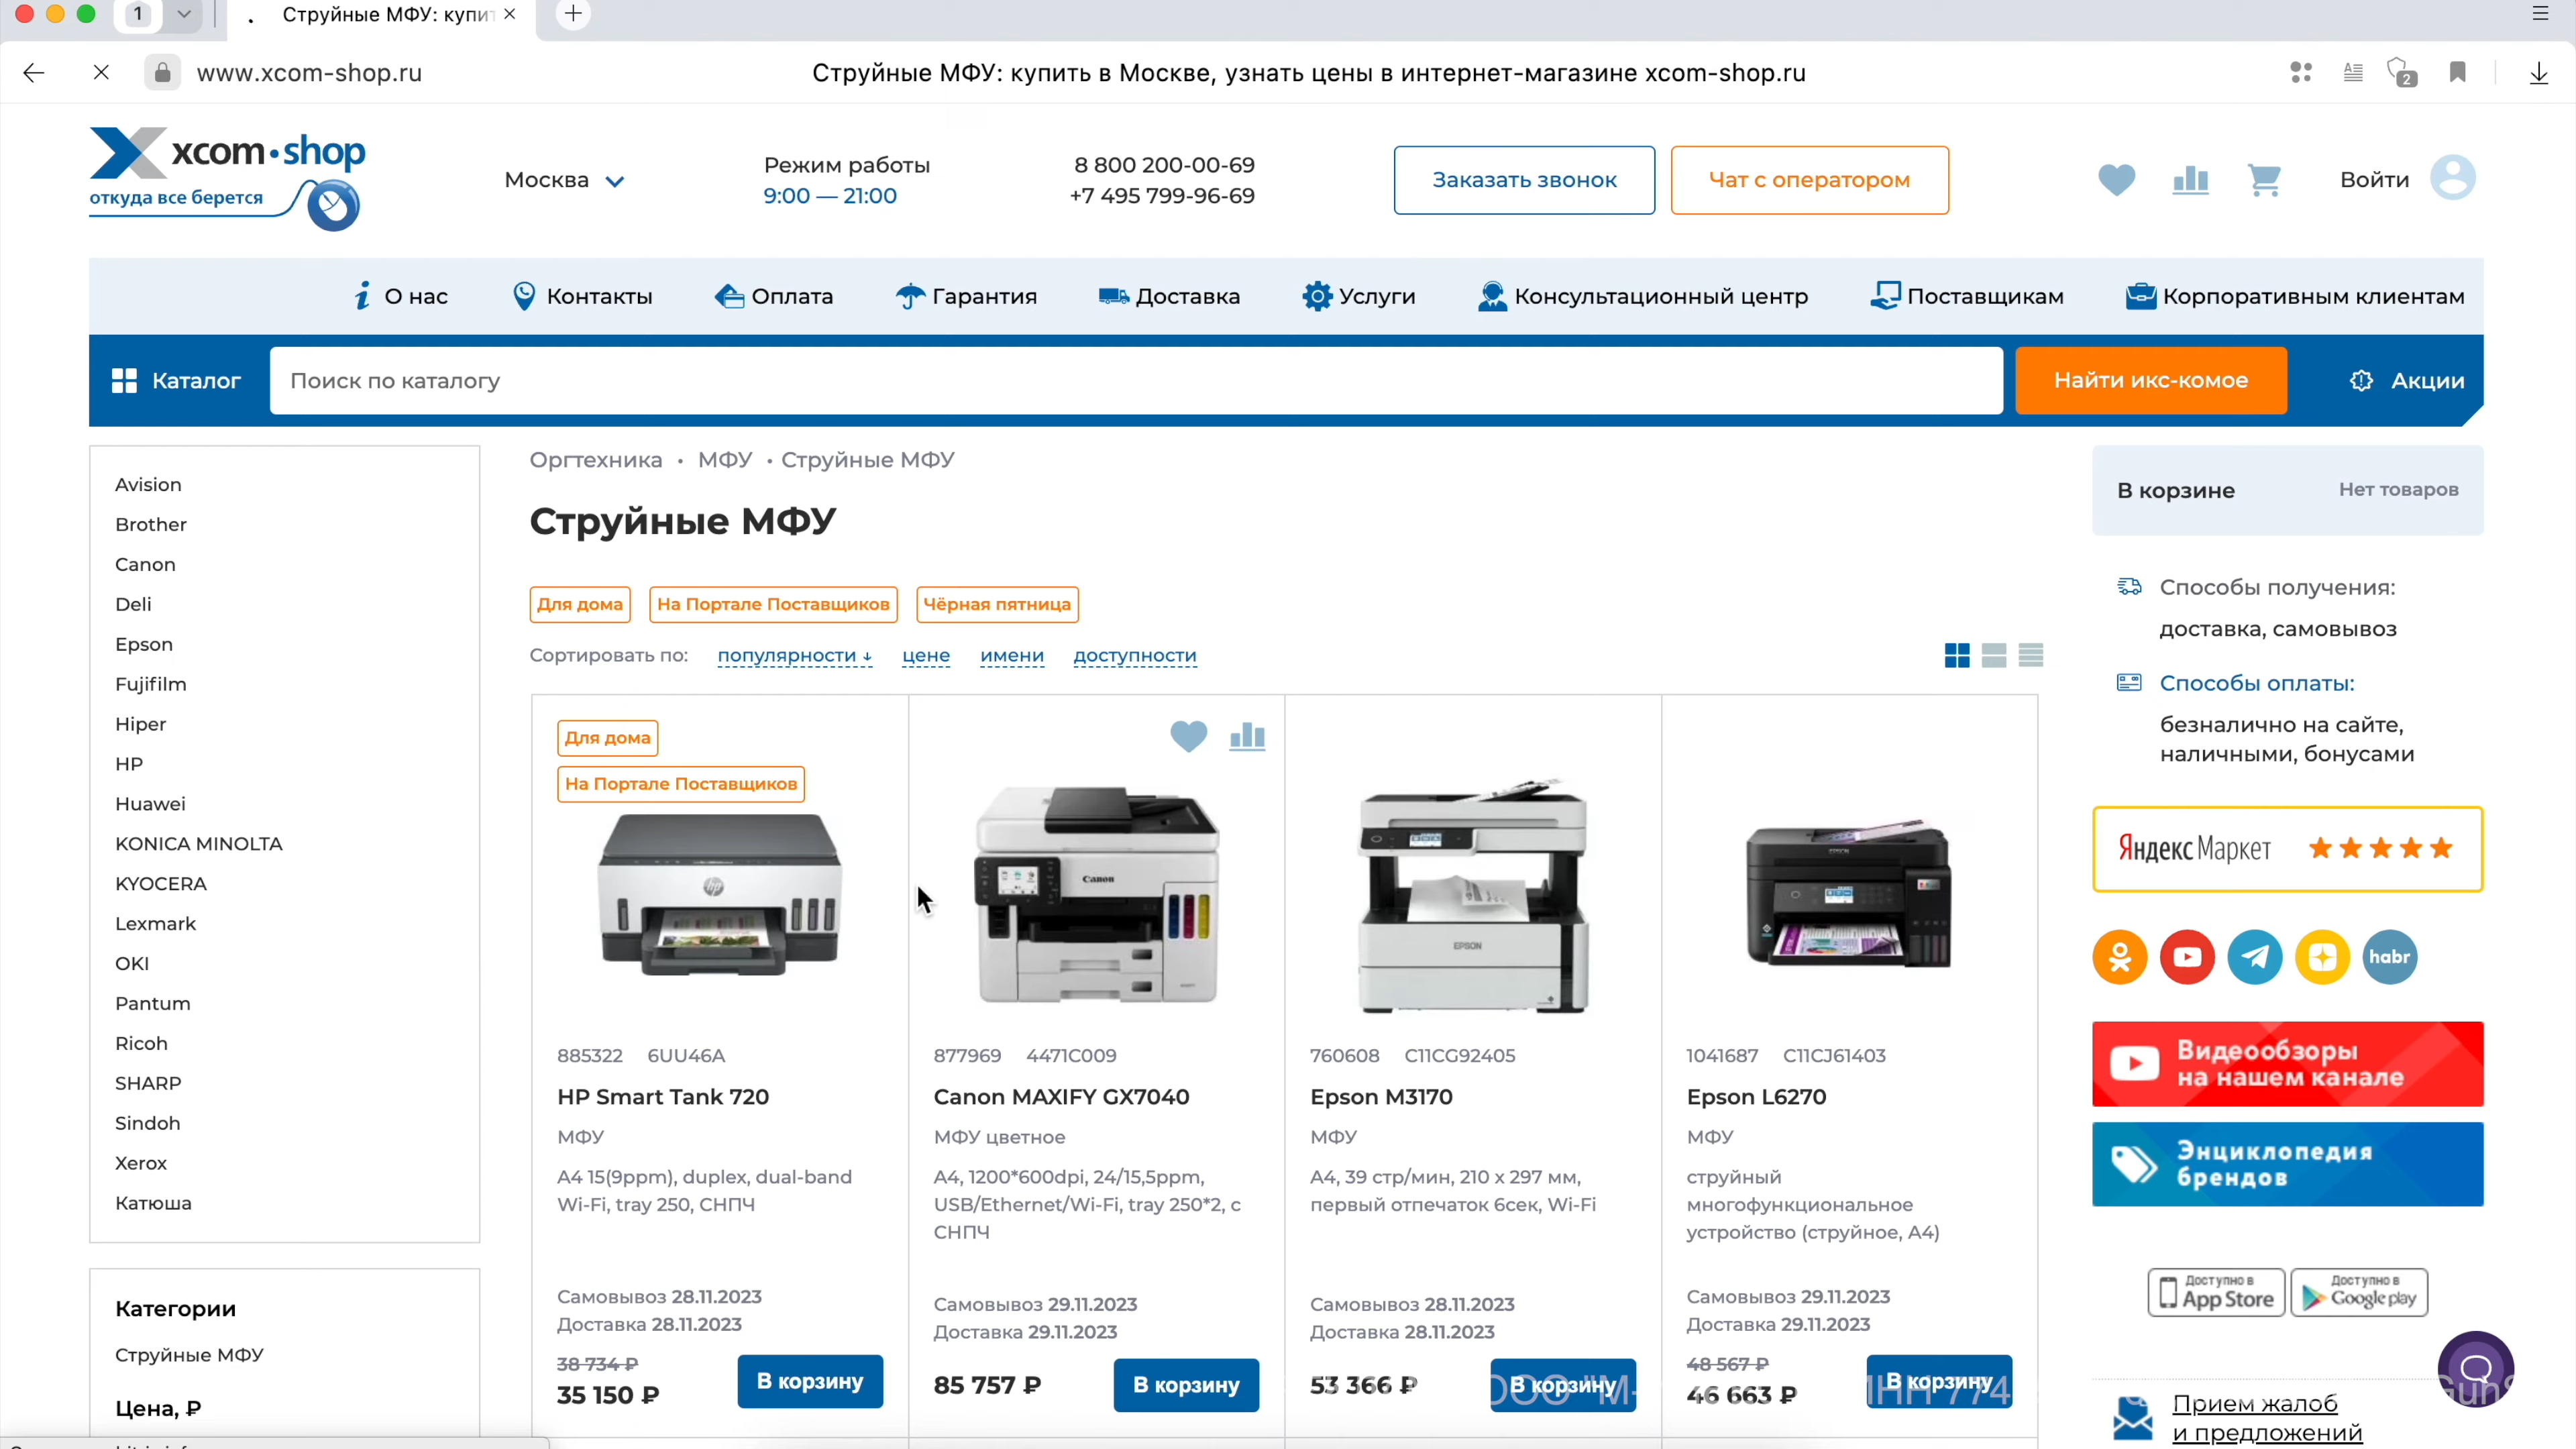 1
Струйные МФУ: купит
www.xcom-shop.ru
Струйные МФУ: купить в Москве, узнать цены в интернет-магазине xcom-shop.ru
2
xcom·shop
откуда все берется
Москва
Режим работы
9:00 — 21:00
8 800 200-00-69
+7 495 799-96-69
Заказать звонок
Чат с оператором
Войти
О нас
Контакты
Оплата
Гарантия
Доставка
Услуги
Консультационный центр
Поставщикам
Корпоративным клиентам
Каталог
Поиск по каталогу
Найти икс-комое
Акции
Avision
Brother
Canon
Deli
Epson
Fujifilm
Hiper
HP
Huawei
KONICA MINOLTA
KYOCERA
Lexmark
OKI
Pantum
Ricoh
SHARP
Sindoh
Xerox
Катюша
Категории
Струйные МФУ
Цена, ₽
Оргтехника • МФУ • Струйные МФУ
Струйные МФУ
Для дома
На Портале Поставщиков
Чёрная пятница
Сортировать по: популярности ↓ цене имени доступности
Для дома
На Портале Поставщиков
hp
885322 6UU46A
HP Smart Tank 720
МФУ
A4 15(9ppm), duplex, dual-band
Wi-Fi, tray 250, СНПЧ
Самовывоз 28.11.2023
Доставка 28.11.2023
38 734 ₽
35 150 ₽
В корзину
Canon
877969 4471C009
Canon MAXIFY GX7040
МФУ цветное
A4, 1200*600dpi, 24/15,5ppm,
USB/Ethernet/Wi-Fi, tray 250*2, с
СНПЧ
Самовывоз 29.11.2023
Доставка 29.11.2023
85 757 ₽
В корзину
EPSON
760608 C11CG92405
Epson M3170
МФУ
A4, 39 стр/мин, 210 x 297 мм,
первый отпечаток 6сек, Wi-Fi
Самовывоз 28.11.2023
Доставка 28.11.2023
53 366 ₽
В корзину
ООО "М-
EPSON
1041687 C11CJ61403
Epson L6270
МФУ
струйный
многофункциональное
устройство (струйное, A4)
Самовывоз 29.11.2023
Доставка 29.11.2023
48 567 ₽
46 663 ₽
В корзину
ИНН 774
В корзине
Нет товаров
Способы получения:
доставка, самовывоз
Способы оплаты:
безналично на сайте,
наличными, бонусами
Яндекс Маркет
habr
Видеообзоры
на нашем канале
Энциклопедия
брендов
Доступно в
App Store
Доступно в
Google play
Прием жалоб
и предложений